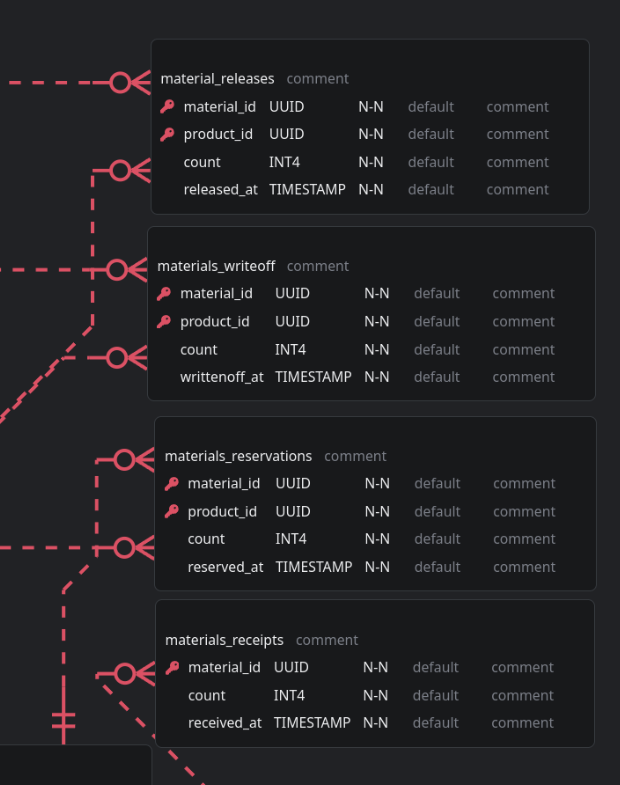 material_releases comment
material_id UUID N-N default comment
product_id UUID N-N default comment
count INT4 N-N default comment
released_at TIMESTAMP N-N default comment
materials_writeoff comment
material_id UUID N-N default comment
product_id UUID N-N default comment
count INT4 N-N default comment
writtenoff_at TIMESTAMP N-N default comment
materials_reservations comment
material_id UUID N-N default comment
product_id UUID N-N default comment
count INT4 N-N default comment
reserved_at TIMESTAMP N-N default comment
materials_receipts comment
material_id UUID N-N default comment
count INT4 N-N default comment
received_at TIMESTAMP N-N default comment